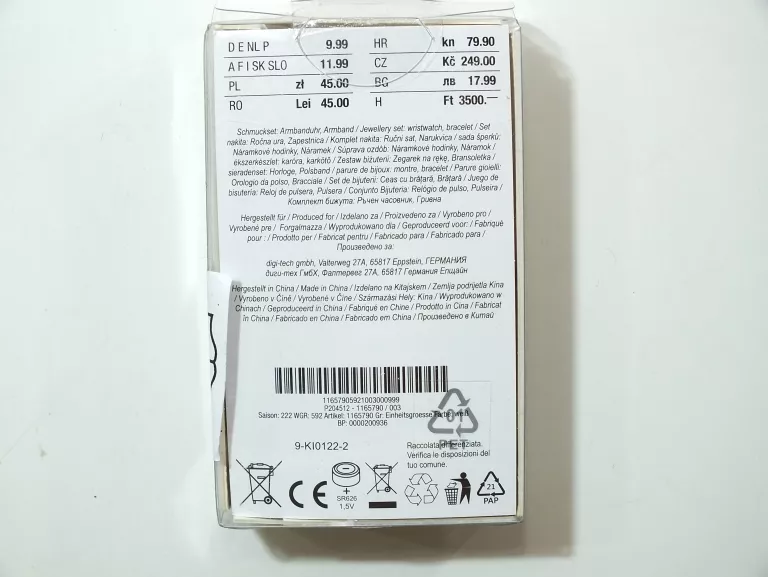 D E NL P 9.99 HR kn 79.90
A F I SK SLO 11.99 CZ Kč 249.00
PL zł 45.00 BG лв 17.99
RO Lei 45.00 H Ft 3500.—
Schmuckset: Armbanduhr, Armband / Jewellery set: wristwatch, bracelet / Set
nakita: Ročna ura, Zapestnica / Komplet nakita: Ručni sat, Narukvica / sada šperků:
Náramkové hodinky, Náramek / Súprava ozdôb: Náramkové hodinky, Náramok /
ékszerkészlet: karóra, karkötő / Zestaw biżuterii: Zegarek na rękę, Bransoletka /
sieradenset: Horloge, Polsband / parure de bijoux: montre, bracelet / Parure gioielli:
Orologio da polso, Bracciale / Set de bijuterii: Ceas cu brățară, Brățară / Juego de
bisutería: Reloj de pulsera, Pulsera / Conjunto Bijuteria: Relógio de pulso, Pulseira /
Комплект бижута: Ръчен часовник, Гривна
Hergestellt für / Produced for / Izdelano za / Proizvedeno za / Vyrobeno pro /
Vyrobené pre / Forgalmazza / Wyprodukowano dla / Geproduceerd voor: / Fabriqué
pour : / Prodotto per / Fabricat pentru / Fabricado para / Fabricado para /
Произведено за:
digi-tech gmbh, Valterweg 27A, 65817 Eppstein, ГЕРМАНИЯ
диги-тех ГмбХ, Фалтервег 27А, 65817 Германия Епщайн
Hergestellt in China / Made in China / Izdelano na Kitajskem / Zemlja podrijetla Kina
/ Vyrobeno v Číně / Vyrobené v Číne / Származási Hely: Kína / Wyprodukowano w
Chinach / Geproduceerd in China / Fabriqué en Chine / Prodotto in Cina / Fabricat
în China / Fabricado en China / Fabricado em China / Произведено в Китай
11657905921003000999
P204512 - 1165790 / 003
Saison: 222 WGR: 592 Artikel: 1165790 Gr: Einheitsgroesse Farbe: weiß
BP: 0000200936
01
PET
9-KI0122-2
Raccolata differenziata.
Verifica le disposizioni del
tuo comune.
CE
+
SR626
1,5V
21
PAP